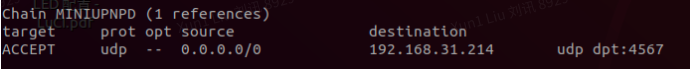 Chain MINIUPNPD (1 references)
target     prot opt source               destination
ACCEPT     udp  --  0.0.0.0/0            192.168.31.214       udp dpt:4567